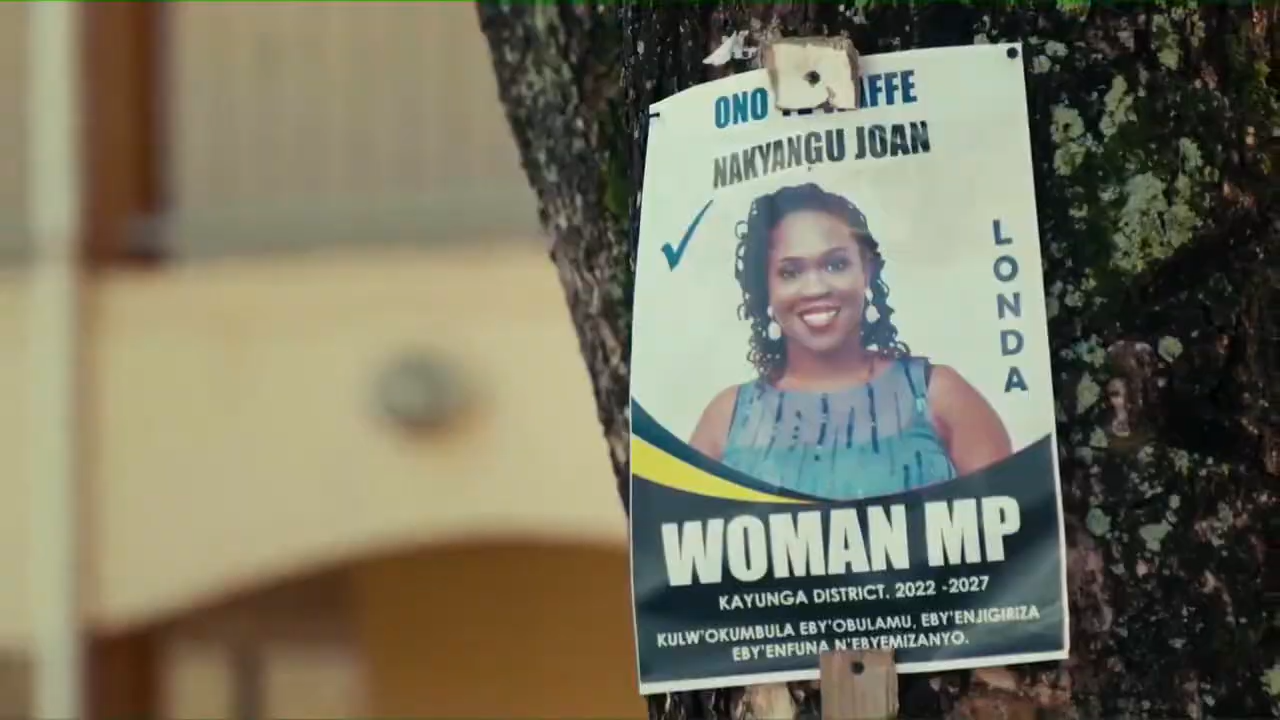 ONO AFFE
NAKYANGU JOAN
LONDA
WOMAN MP
KAYUNGA DISTRICT. 2022 -2027
KULW'OKUMBULA EBY'OBULAMU, EBY'ENJIGIRIZA
EBY'ENFUNA N'EBYEMIZANYO.